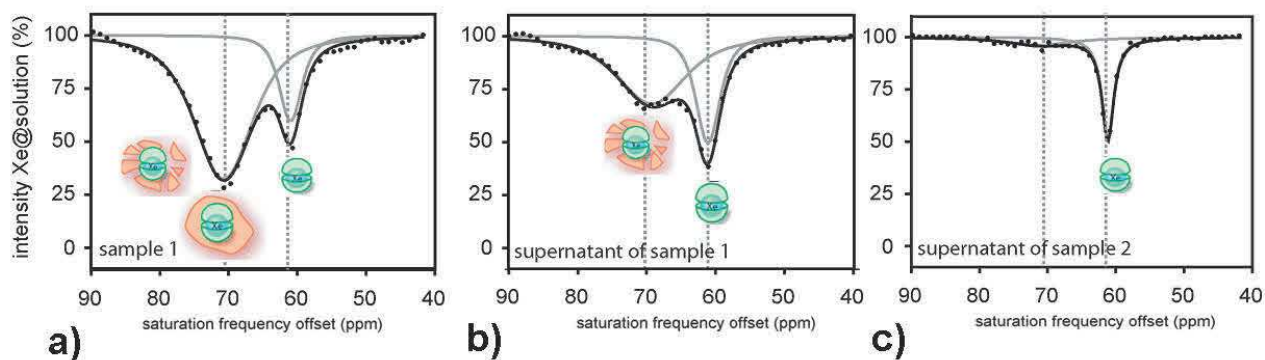 intensity Xe@solution (%)
100
75
50
25
0
Xe
Xe
Xe
sample 1
90 80 70 60 50 40
saturation frequency offset (ppm)
a)
100
75
50
25
0
Xe
Xe
supernatant of sample 1
90 80 70 60 50 40
saturation frequency offset (ppm)
b)
100
75
50
25
0
Xe
supernatant of sample 2
90 80 70 60 50 40
saturation frequency offset (ppm)
c)